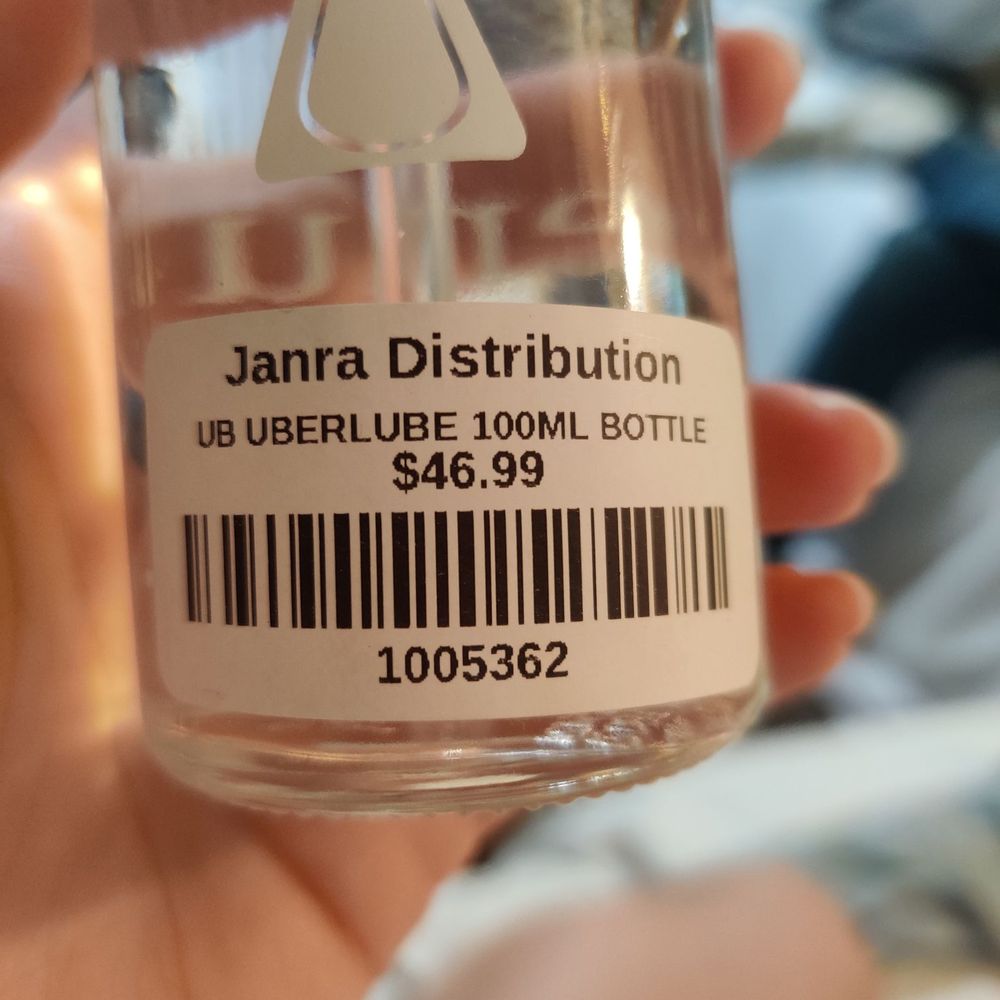 Janra Distribution
UB UBERLUBE 100ML BOTTLE
$46.99
1005362